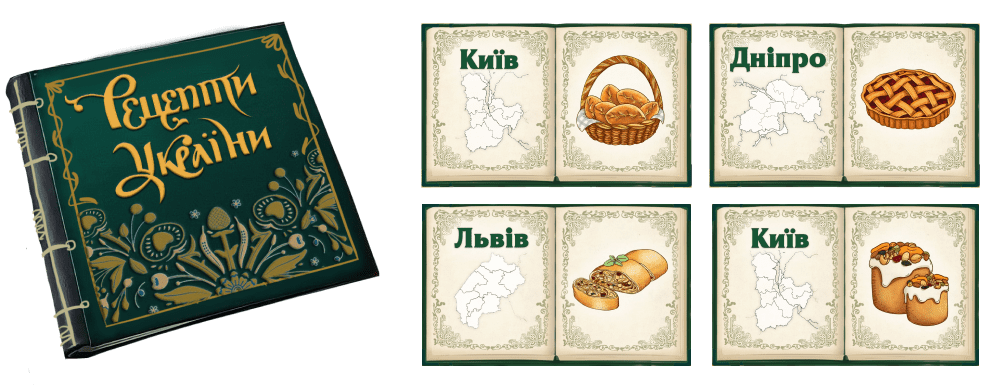 Рецепти
України
Київ
Дніпро
Львів
Київ